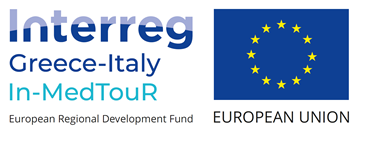 Interreg
Greece-Italy
In-MedTouR
European Regional Development Fund
EUROPEAN UNION